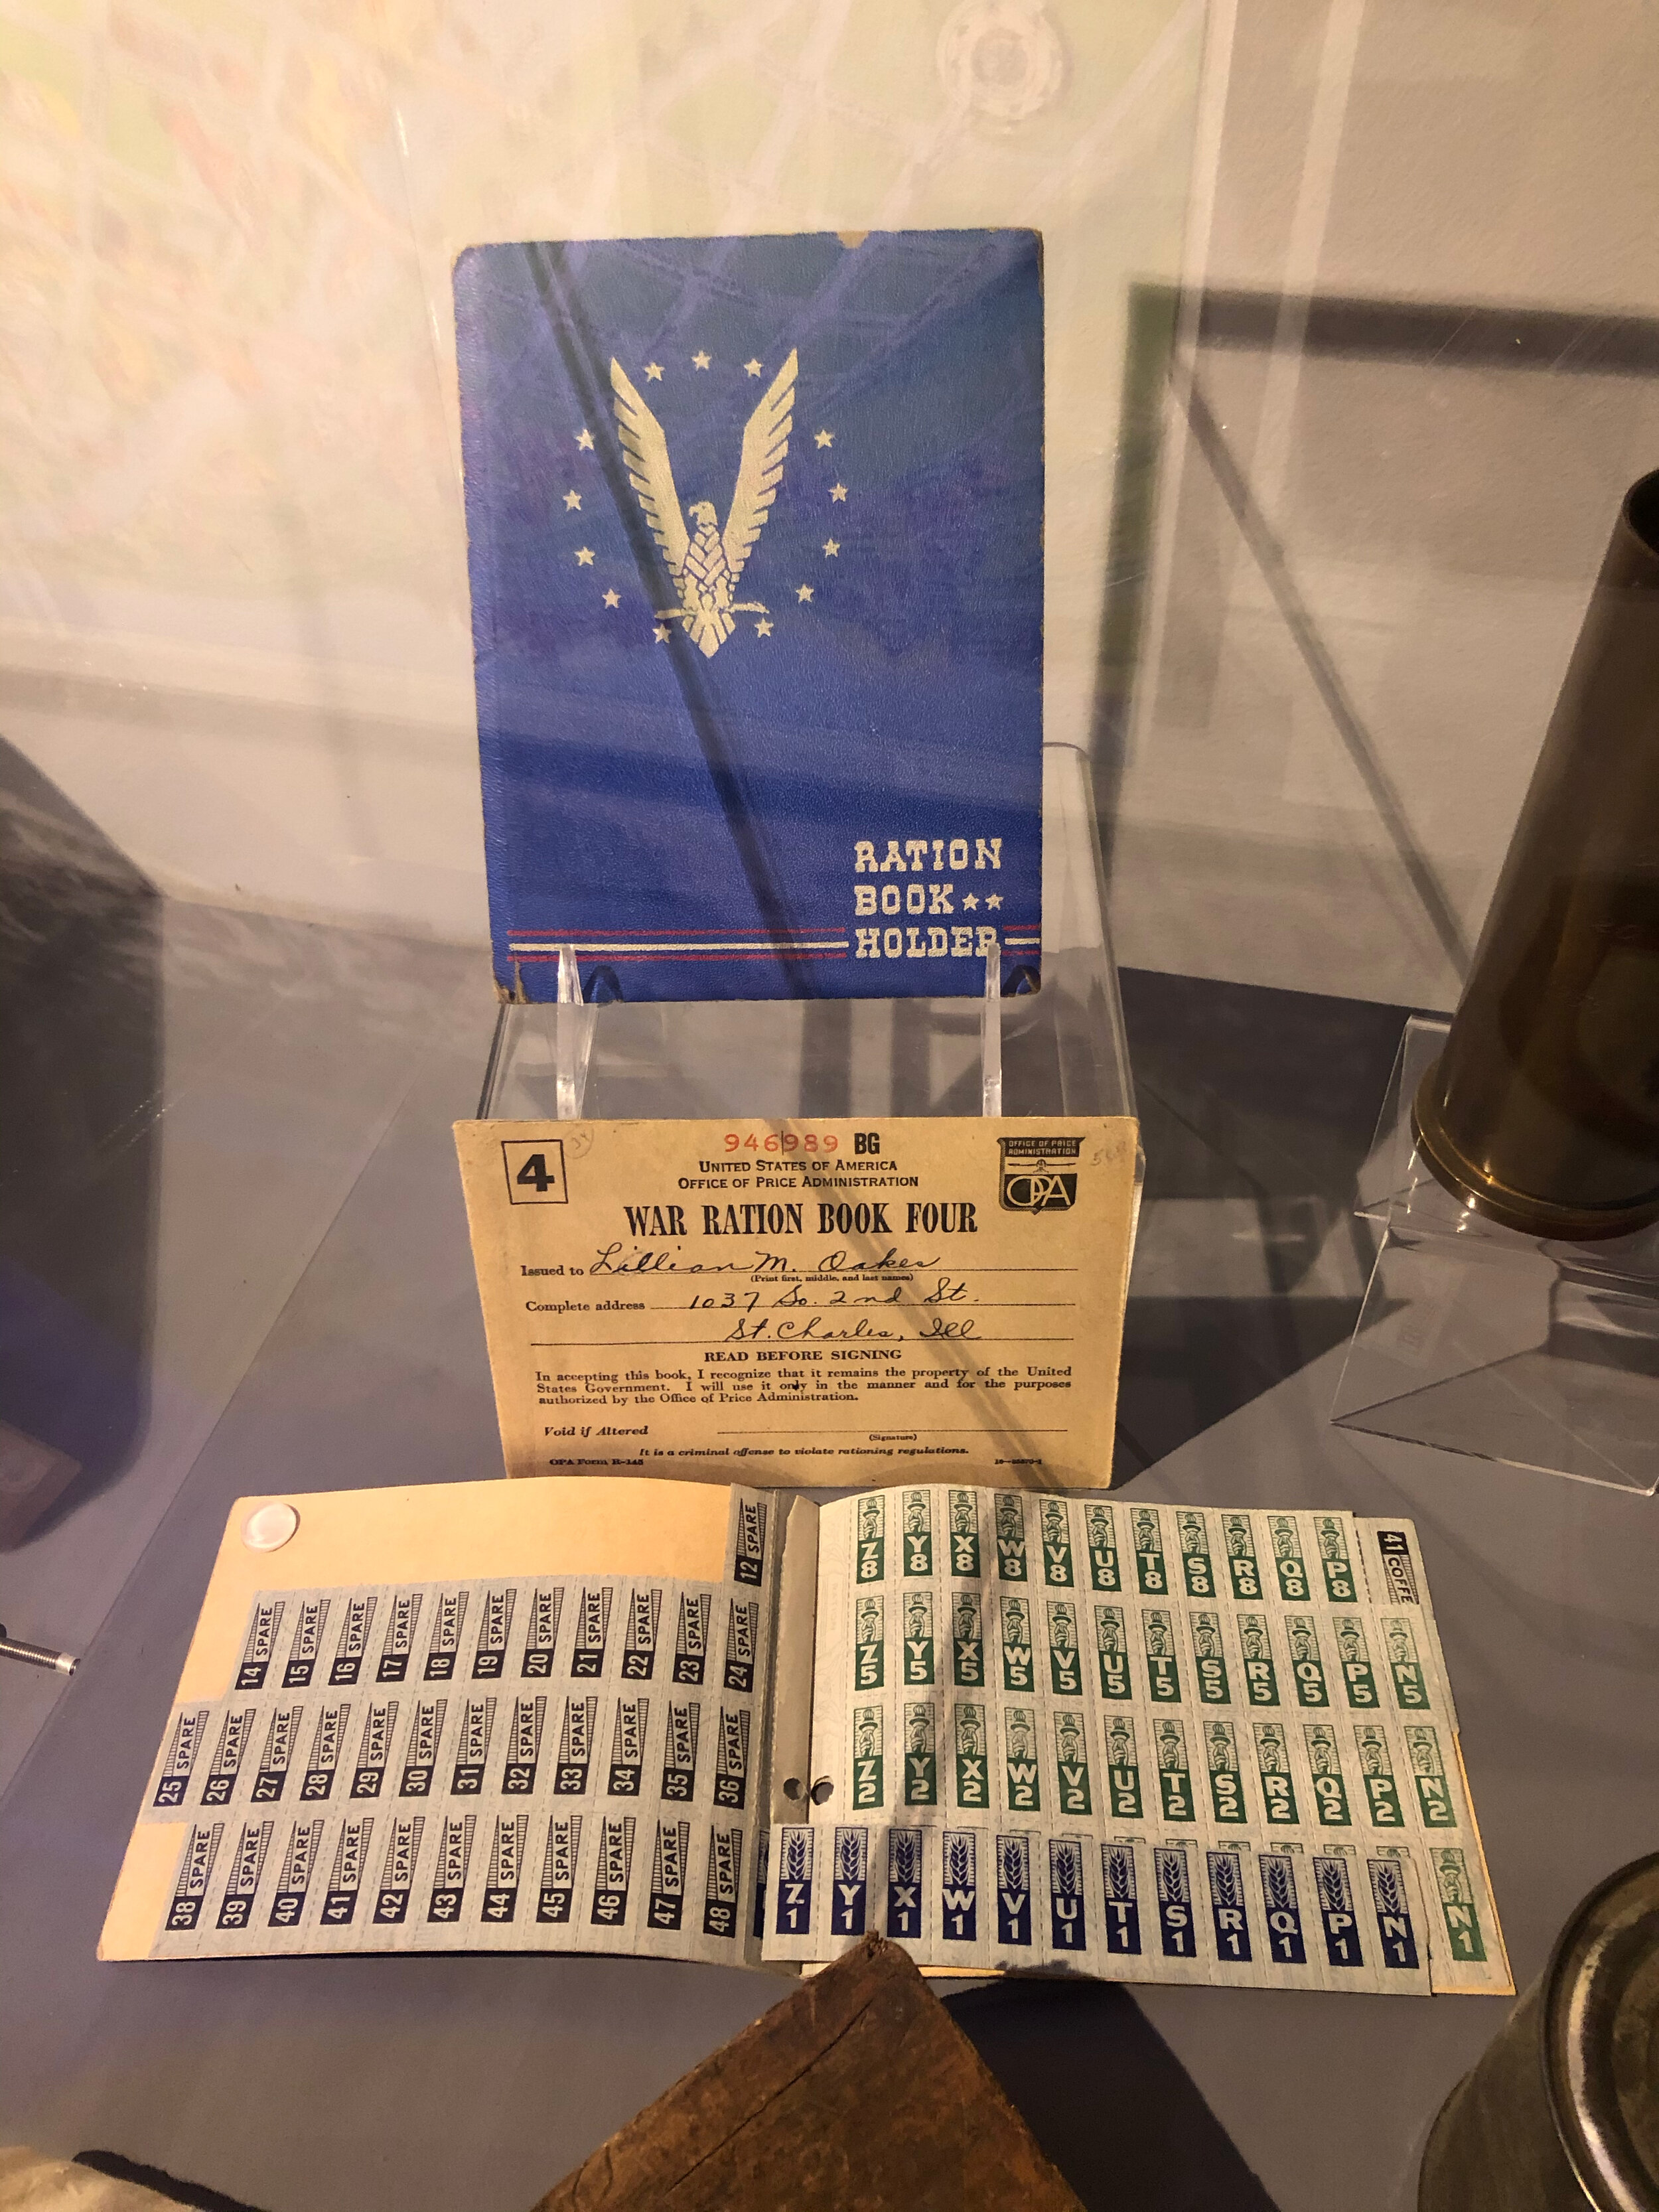 RATION
BOOK
HOLDER
4
946989 BG
UNITED STATES OF AMERICA
OFFICE OF PRICE ADMINISTRATION
OFFICE OF PRICE
ADMINISTRATION
OPA
WAR RATION BOOK FOUR
Issued to Lillian M. Oakes
(Print first, middle, and last names)
Complete address 1037 So. 2nd St.
St. Charles, Ill
READ BEFORE SIGNING
In accepting this book, I recognize that it remains the property of the United
States Government. I will use it only in the manner and for the purposes
authorized by the Office of Price Administration.
Void if Altered
(Signature)
It is a criminal offense to violate rationing regulations.
OPA Form R-145
12 SPARE
14 SPARE 15 SPARE 16 SPARE 17 SPARE 18 SPARE 19 SPARE 20 SPARE 21 SPARE 22 SPARE 23 SPARE 24 SPARE
25 SPARE 26 SPARE 27 SPARE 28 SPARE 29 SPARE 30 SPARE 31 SPARE 32 SPARE 33 SPARE 34 SPARE 35 SPARE 36 SPARE
38 SPARE 39 SPARE 40 SPARE 41 SPARE 42 SPARE 43 SPARE 44 SPARE 45 SPARE 46 SPARE 47 SPARE 48 SPARE
Z8 Y8 X8 W8 V8 U8 T8 S8 R8 Q8 P8 41
Z5 Y5 X5 W5 V5 U5 T5 S5 R5 Q5 P5 N5
Z2 Y2 X2 W2 V2 U2 T2 S2 R2 Q2 P2 N2
Z1 Y1 X1 W1 V1 U1 T1 S1 R1 Q1 P1 N1 N1